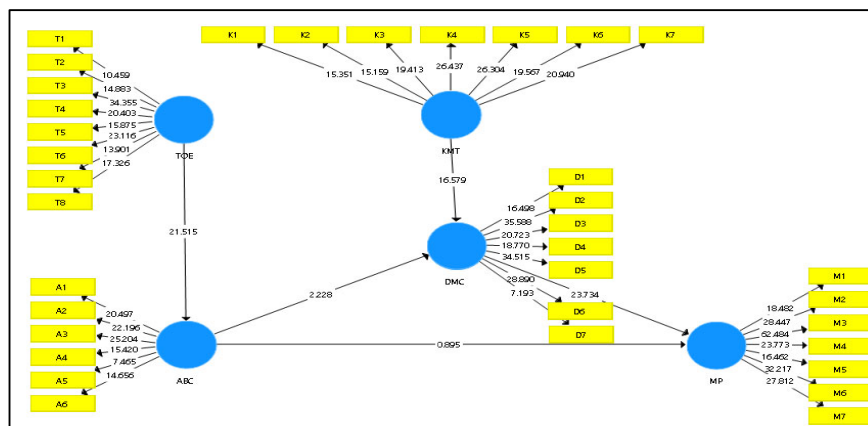 T1
T2
T3
T4
T5
T6
T7
T8
10.459
14.883
34.355
20.403
15.875
23.116
13.901
17.326
TOE
K1 K2 K3 K4 K5 K6 K7
15.351 15.159 19.413 26.437 26.304 19.567 20.940
KMT
16.579
21.515
D1
D2
D3
D4
D5
D6
D7
16.498
35.588
20.723
18.770
34.515
28.890
7.193
DMC
23.734
2.228
0.895
A1
A2
A3
A4
A5
A6
20.497
22.196
25.204
15.420
7.465
14.656
ABC
M1
M2
M3
M4
M5
M6
M7
18.482
28.447
62.484
23.773
16.462
32.217
27.812
MP